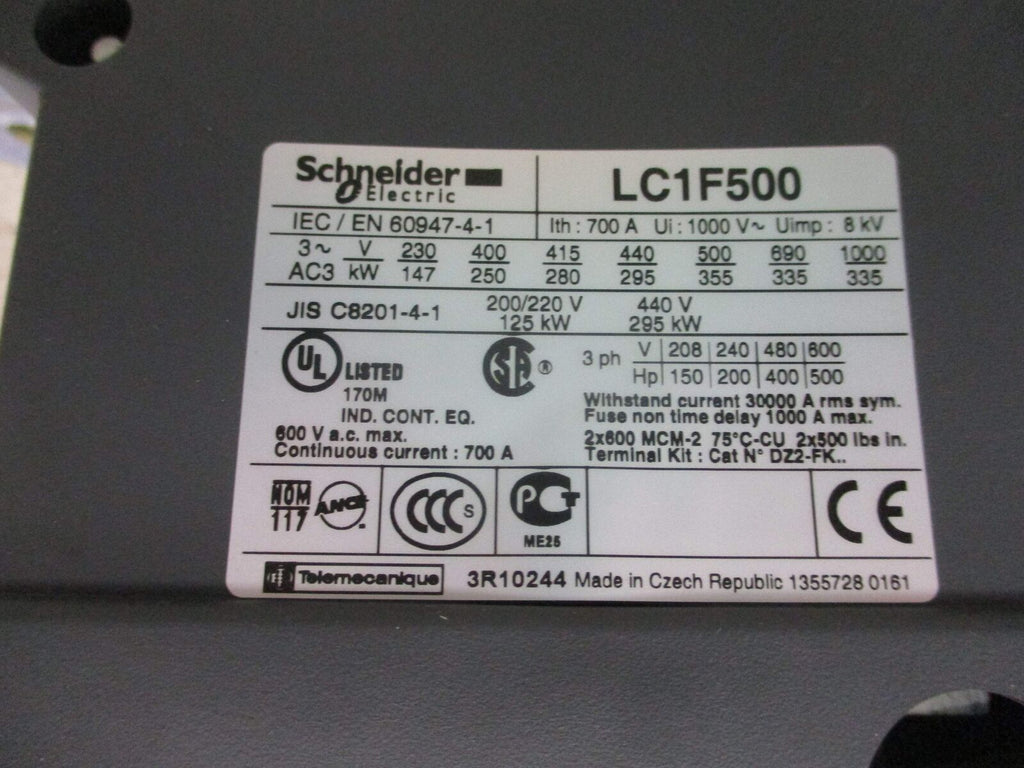 Schneider Electric LC1F500
IEC / EN 60947-4-1 Ith : 700 A Ui : 1000 V~ Uimp : 8 kV
3~ V 230 400 415 440 500 690 1000
AC3 kW 147 250 280 295 355 335 335
JIS C8201-4-1 200/220 V 440 V
125 kW 295 kW
UL LISTED
170M
IND. CONT. EQ.
600 V a.c. max.
Continuous current : 700 A
SA ®
3 ph V 208 240 480 600
Hp 150 200 400 500
Withstand current 30000 A rms sym.
Fuse non time delay 1000 A max.
2x600 MCM-2 75°C-CU 2x500 lbs in.
Terminal Kit : Cat N° DZ2-FK..
NOM
117 ANCE
CCC S
PCT
ME25
CE
Telemecanique 3R10244 Made in Czech Republic 1355728 0161